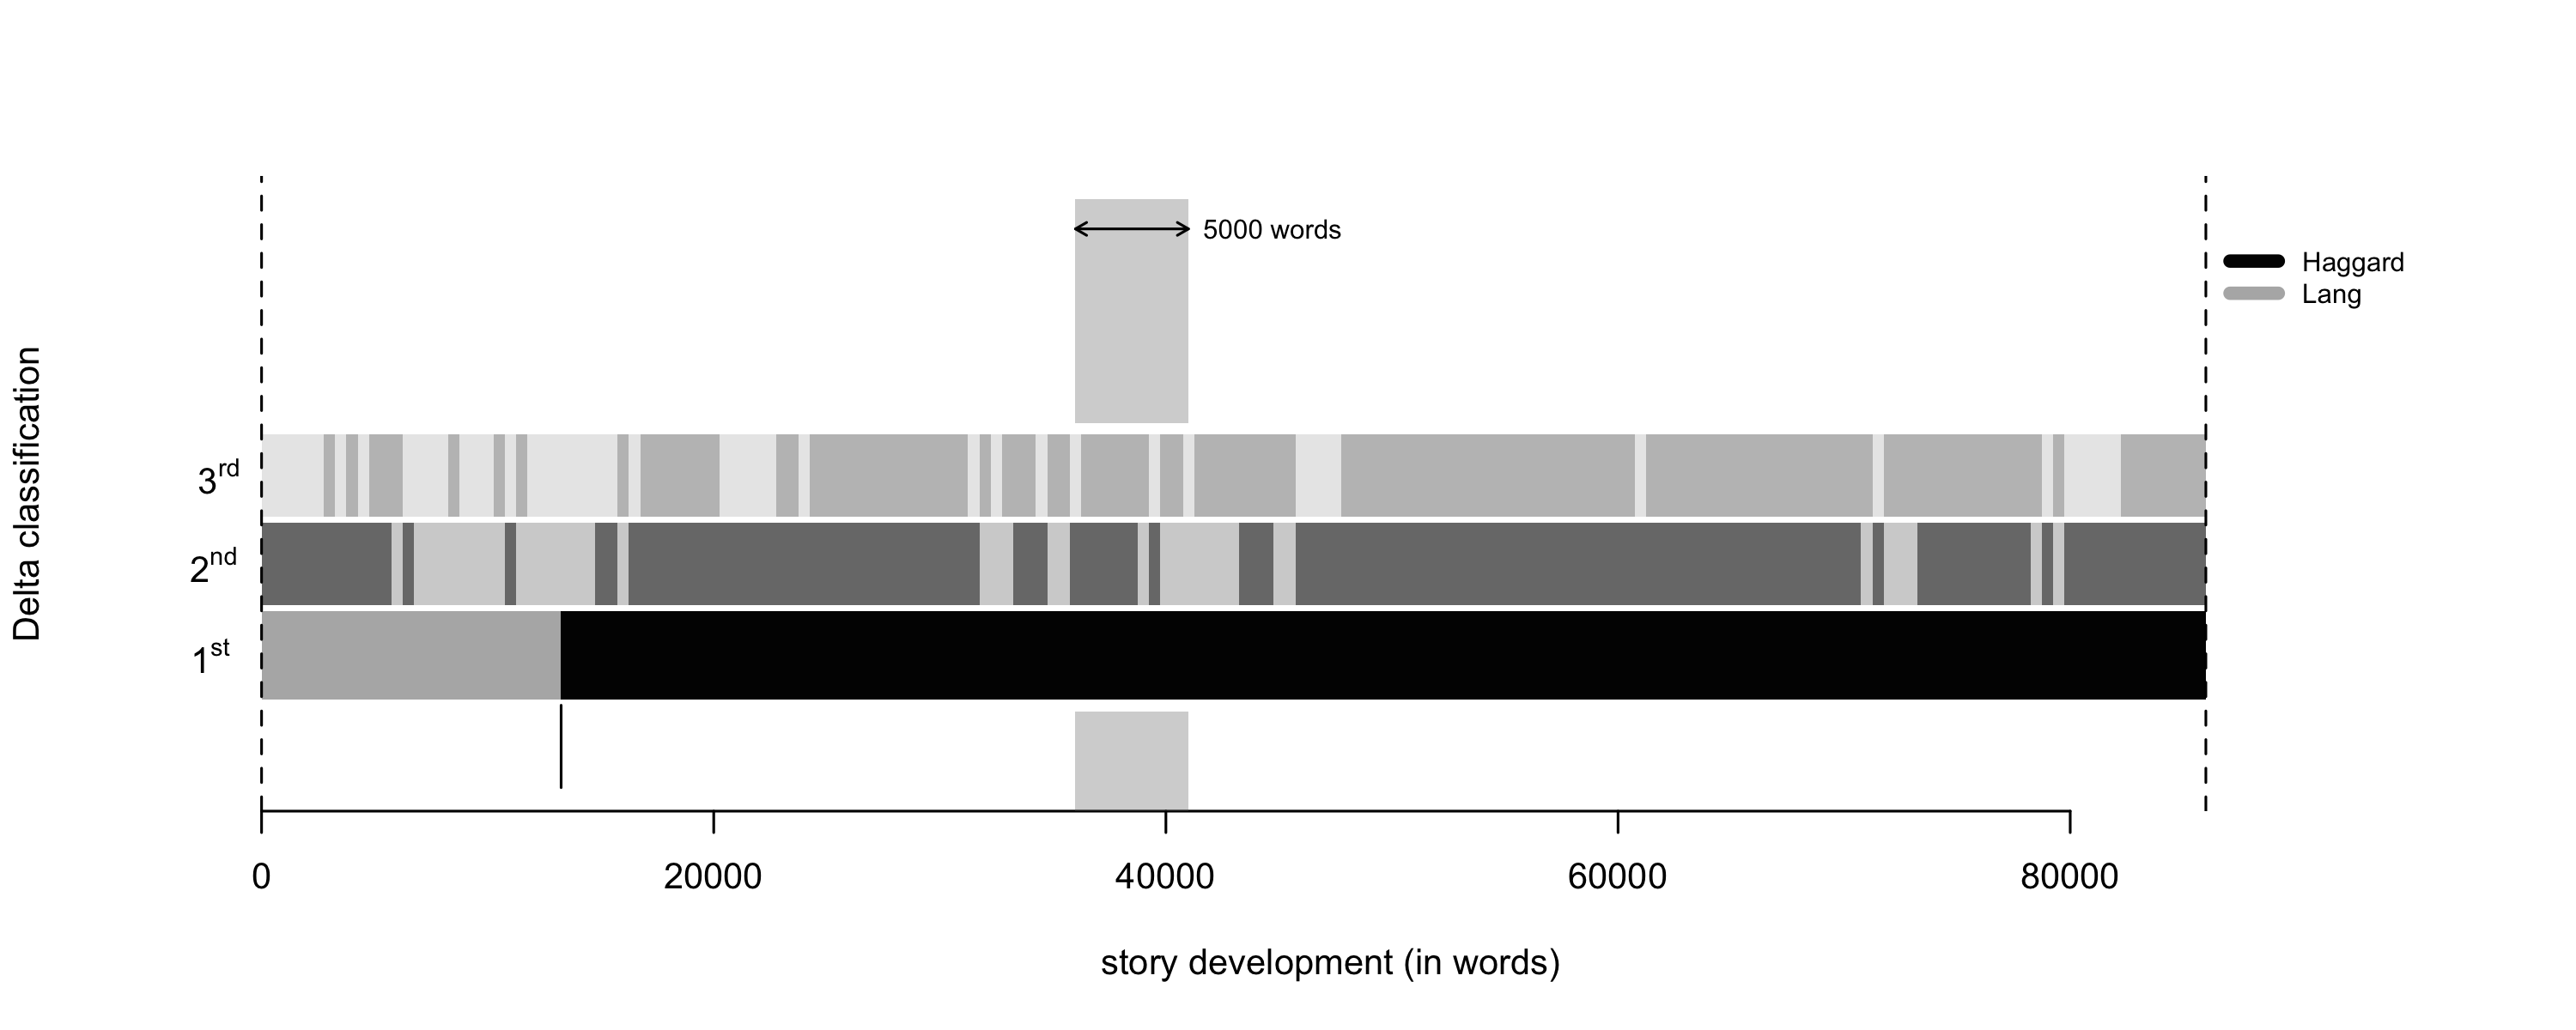 5000 words
Haggard
Lang
Delta classification
3rd
2nd
1st
0 20000 40000 60000 80000
story development (in words)